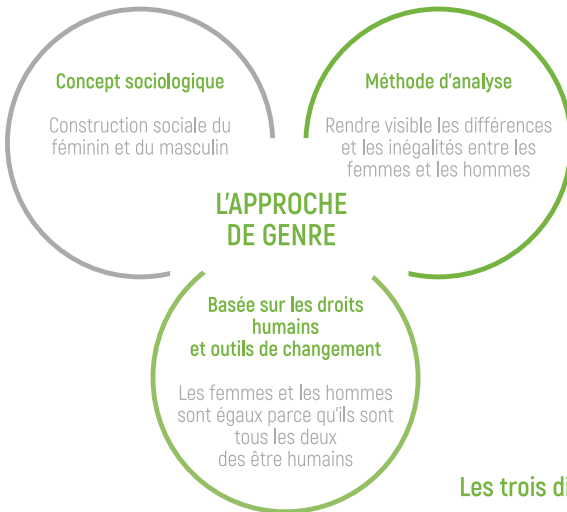 Concept sociologique
Construction sociale du
féminin et du masculin
Méthode d'analyse
Rendre visible les différences
et les inégalités entre les
femmes et les hommes
L'APPROCHE
DE GENRE
Basée sur les droits
humains
et outils de changement
Les femmes et les hommes
sont égaux parce qu'ils sont
tous les deux
des être humains
Les trois di